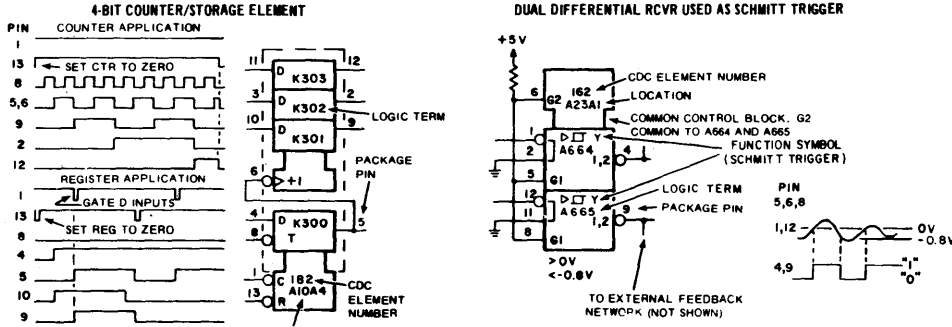 4-BIT COUNTER/STORAGE ELEMENT
PIN COUNTER APPLICATION
1
13 SET CTR TO ZERO
8
5,6
9
2
12
REGISTER APPLICATION
1
GATE D INPUTS
13
SET REG TO ZERO
8
4
5
10
9
11 D K303 12
3 D K302 2
LOGIC TERM
10 D K301 9
6 +1
PACKAGE PIN
5
4 D K300
8 T
C 182
1 A10A4
13 R
CDC ELEMENT NUMBER
DUAL DIFFERENTIAL RCVR USED AS SCHMITT TRIGGER
+5V
6 G2 162
A23A1
CDC ELEMENT NUMBER
LOCATION
COMMON CONTROL BLOCK. G2
COMMON TO A664 AND A665
1 Y
2 A664 1,2 4
5 G1
FUNCTION SYMBOL
(SCHMITT TRIGGER)
12 Y
11 A665 1,2 9
8 G1
LOGIC TERM
PACKAGE PIN
>0V
<-0.8V
TO EXTERNAL FEEDBACK
NETWORK (NOT SHOWN)
PIN
5,6,8
1,12 0V
-0.8V
4,9 "1"
"0"